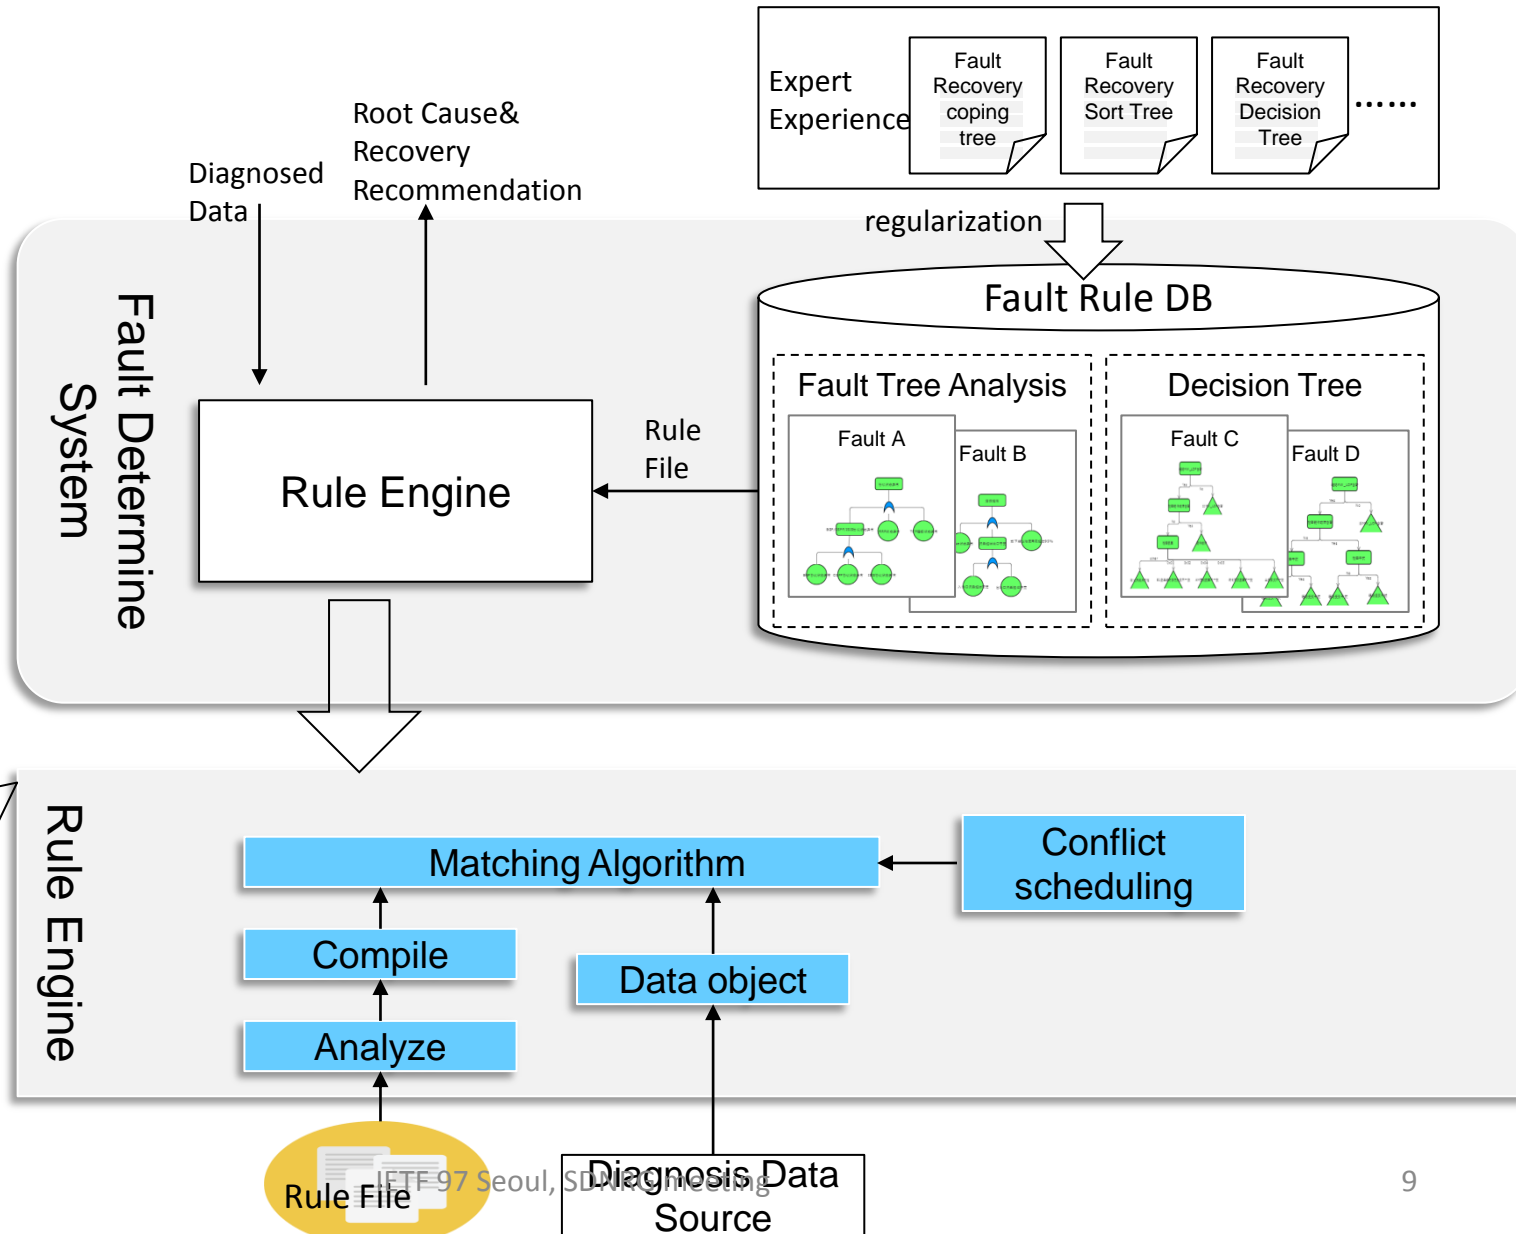 Expert
Experience
Fault
Recovery
coping
tree
Fault
Recovery
Sort Tree
Fault
Recovery
Decision
Tree
......
Root Cause&
Recovery
Recommendation
Diagnosed
Data
regularization
Fault Determine
System
Fault Rule DB
Fault Tree Analysis
Decision Tree
Fault A
Fault B
Fault C
Fault D
Rule
File
Rule Engine
Rule Engine
Matching Algorithm
Conflict
scheduling
Compile
Data object
Analyze
Rule File
Diagnosis Data
Source
IETF 97 Seoul, SDNRG meeting
9